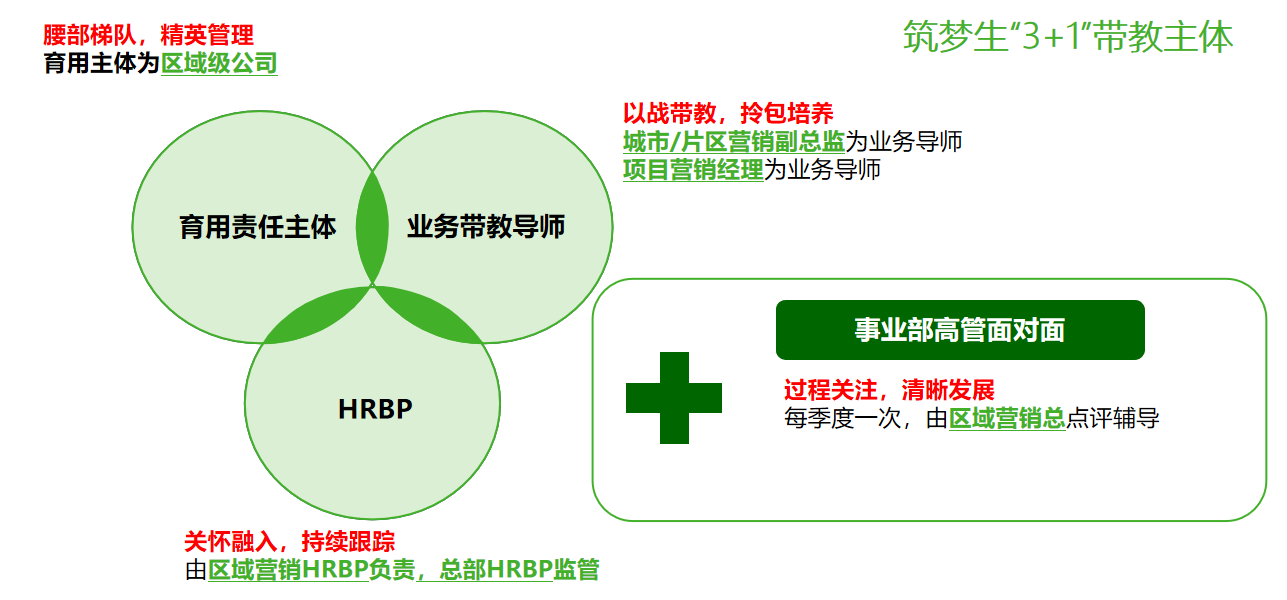 筑梦生“3+1”带教主体
腰部梯队，精英管理
育用主体为区域级公司
以战带教，拎包培养
城市/片区营销副总监为业务导师
项目营销经理为业务导师
育用责任主体
业务带教导师
HRBP
事业部高管面对面
过程关注，清晰发展
每季度一次，由区域营销总点评辅导
关怀融入，持续跟踪
由区域营销HRBP负责，总部HRBP监管